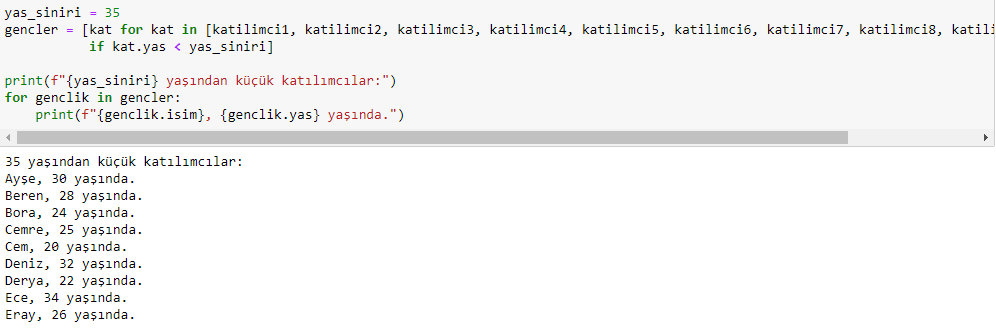 yas_siniri = 35
gencler = [kat for kat in [katilimci1, katilimci2, katilimci3, katilimci4, katilimci5, katilimci6, katilimci7, katilimci8, katili
           if kat.yas < yas_siniri]
print(f"{yas_siniri} yaşından küçük katılımcılar:")
for genclik in gencler:
    print(f"{genclik.isim}, {genclik.yas} yaşında.")
35 yaşından küçük katılımcılar:
Ayşe, 30 yaşında.
Beren, 28 yaşında.
Bora, 24 yaşında.
Cemre, 25 yaşında.
Cem, 20 yaşında.
Deniz, 32 yaşında.
Derya, 22 yaşında.
Ece, 34 yaşında.
Eray, 26 yaşında.